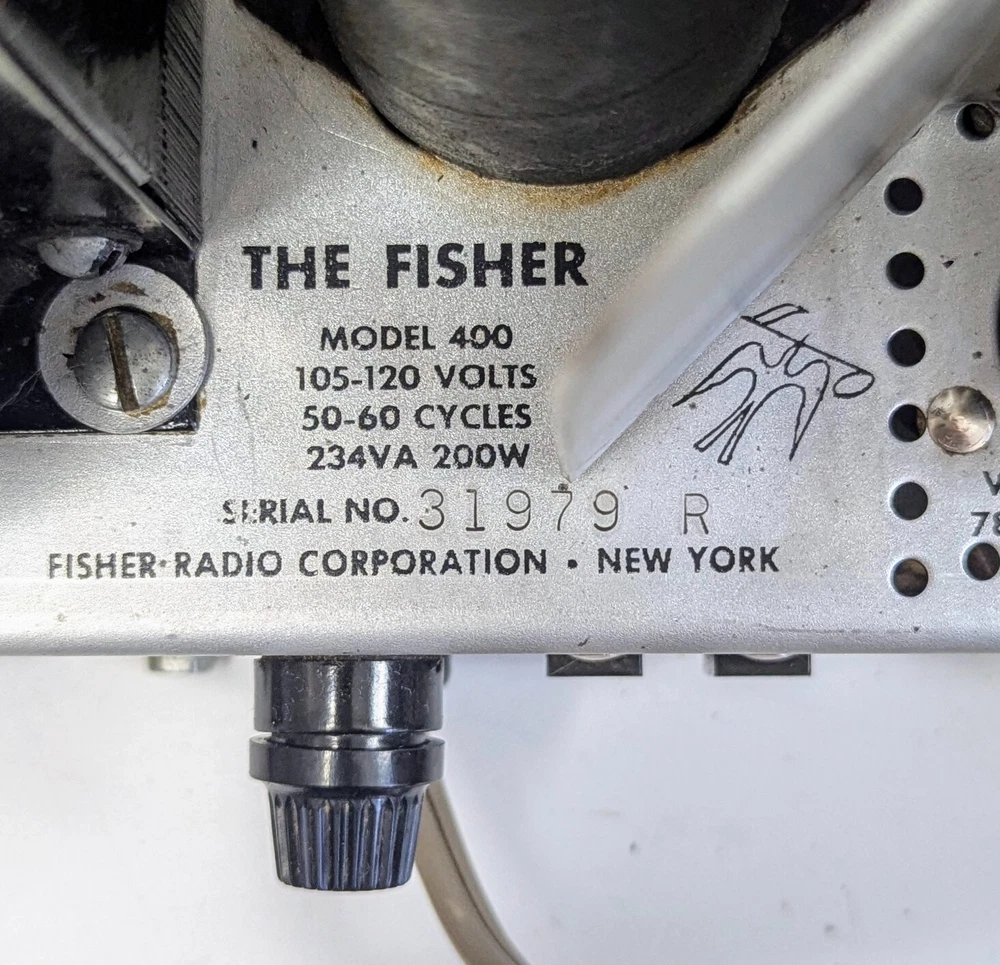 THE FISHER
MODEL 400
105-120 VOLTS
50-60 CYCLES
234VA 200W
SERIAL NO. 31979 R
FISHER·RADIO CORPORATION • NEW YORK